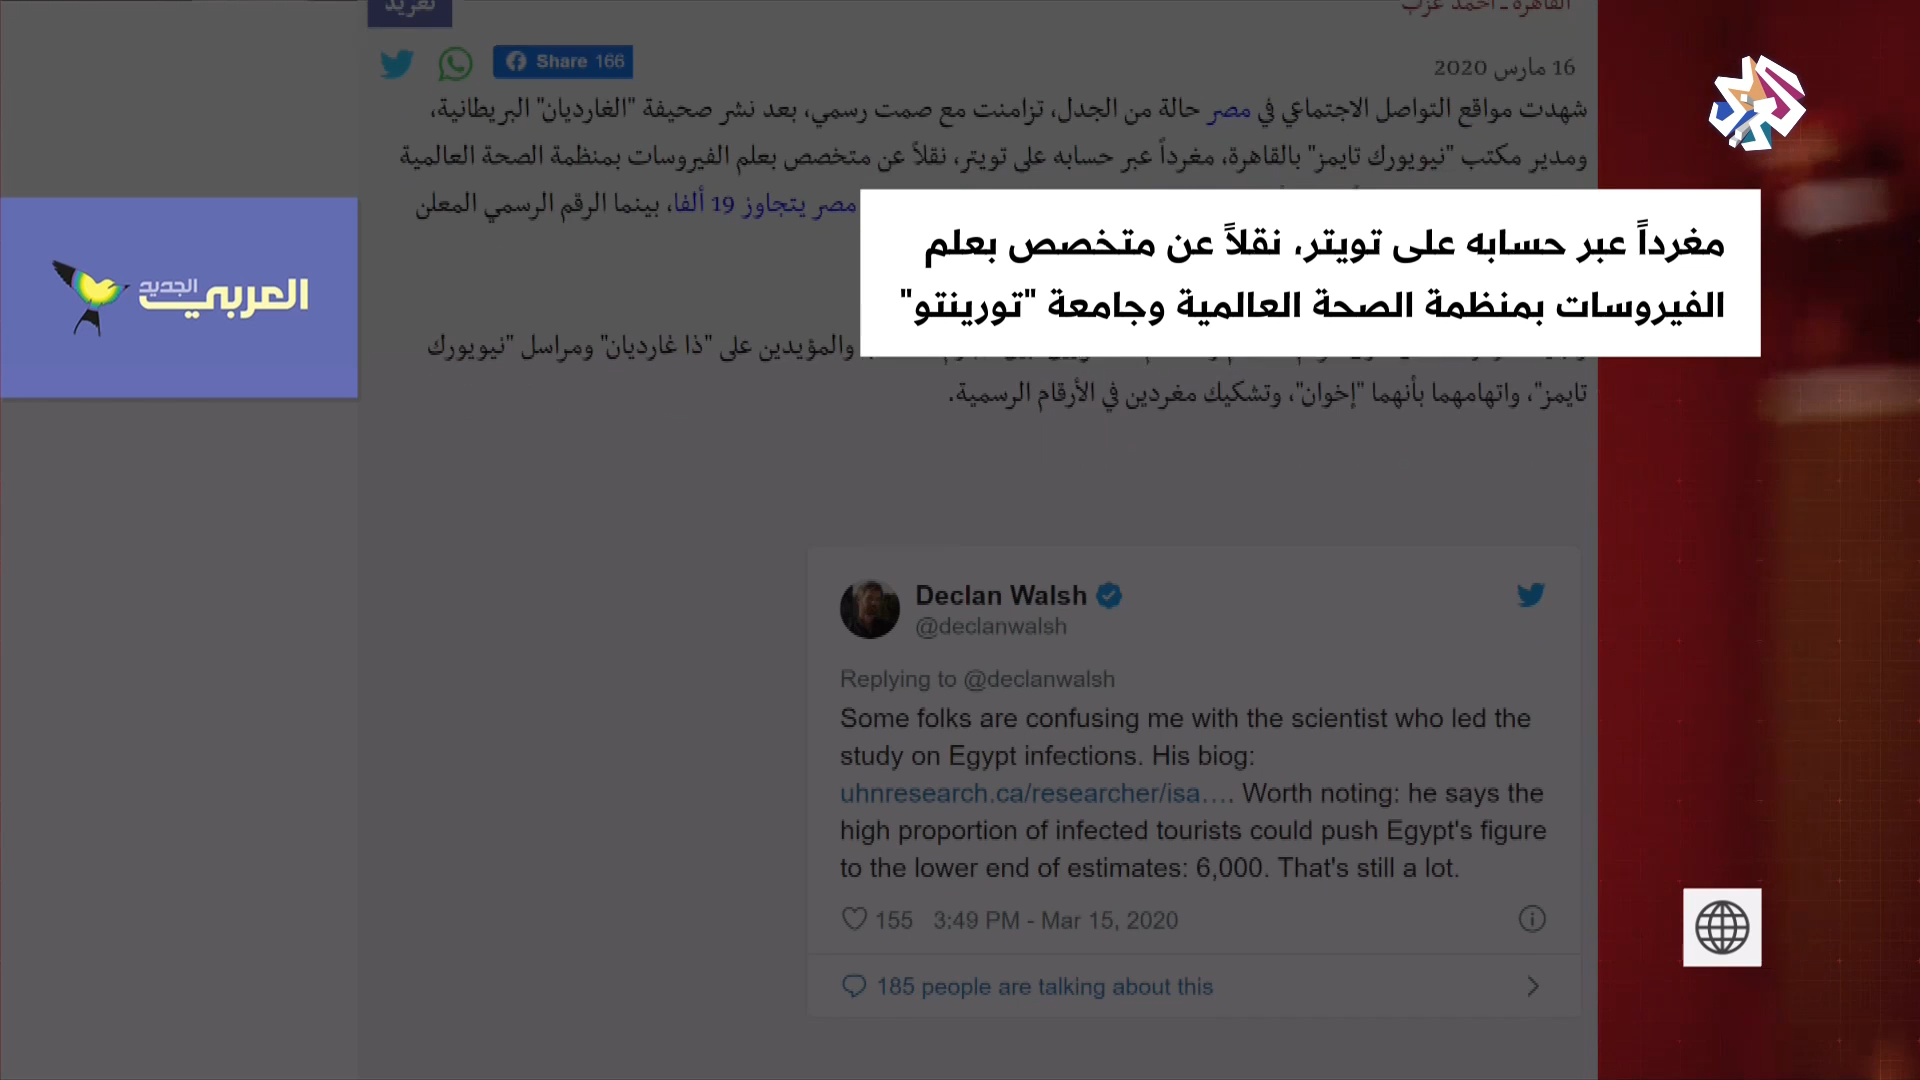 القاهرة ـ أحمد عزب
تغريد
Share 166
16 مارس 2020
شهدت مواقع التواصل الاجتماعي في مصر حالة من الجدل، تزامنت مع صمت رسمي، بعد نشر صحيفة "الغارديان" البريطانية،
ومدير مكتب "نيويورك تايمز" بالقاهرة، مغرداً عبر حسابه على تويتر، نقلاً عن متخصص بعلم الفيروسات بمنظمة الصحة العالمية
مصر يتجاوز 19 ألفا، بينما الرقم الرسمي المعلن
مغرداً عبر حسابه على تويتر، نقلاً عن متخصص بعلم
الفيروسات بمنظمة الصحة العالمية وجامعة "تورينتو"
العربي الجديد
والمؤيدين على "ذا غارديان" ومراسل "نيويورك
تايمز"، واتهامهما بأنهما "إخوان"، وتشكيك مغردين في الأرقام الرسمية.
Declan Walsh
@declanwalsh
Replying to @declanwalsh
Some folks are confusing me with the scientist who led the
study on Egypt infections. His biog:
uhnresearch.ca/researcher/isa…. Worth noting: he says the
high proportion of infected tourists could push Egypt's figure
to the lower end of estimates: 6,000. That's still a lot.
155 3:49 PM - Mar 15, 2020
185 people are talking about this